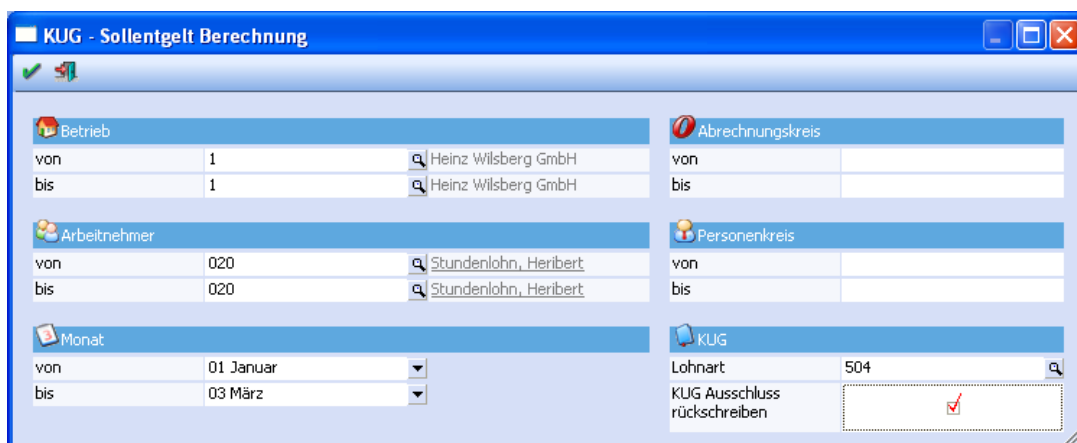 KUG - Sollentgelt Berechnung
Betrieb
von 1 Heinz Wilsberg GmbH
bis 1 Heinz Wilsberg GmbH
Abrechnungskreis
von
bis
Arbeitnehmer
von 020 Stundenlohn, Heribert
bis 020 Stundenlohn, Heribert
Personenkreis
von
bis
3 Monat
von 01 Januar
bis 03 März
KUG
Lohnart 504
KUG Ausschluss
rückschreiben